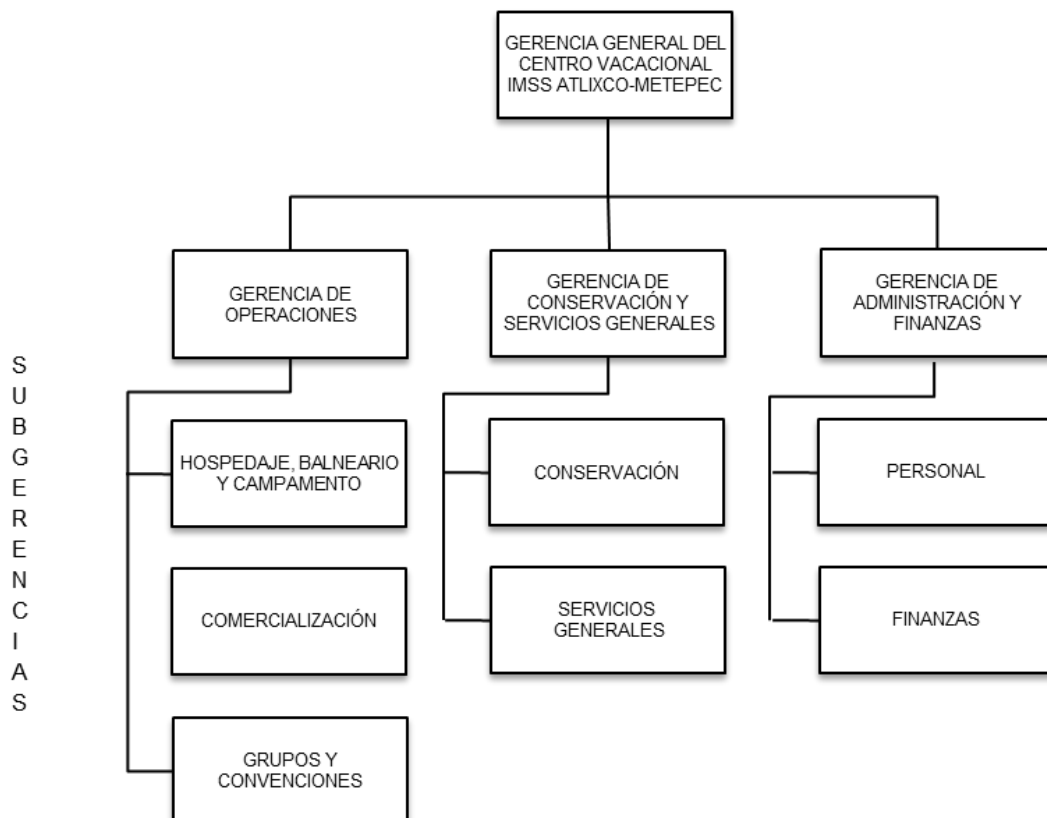 GERENCIA GENERAL DEL
CENTRO VACACIONAL
IMSS ATLIXCO-METEPEC
GERENCIA DE
OPERACIONES
GERENCIA DE
CONSERVACIÓN Y
SERVICIOS GENERALES
GERENCIA DE
ADMINISTRACIÓN Y
FINANZAS
S
U
B
G
E
R
E
N
C
I
A
S
HOSPEDAJE, BALNEARIO
Y CAMPAMENTO
CONSERVACIÓN
PERSONAL
COMERCIALIZACIÓN
SERVICIOS
GENERALES
FINANZAS
GRUPOS Y
CONVENCIONES